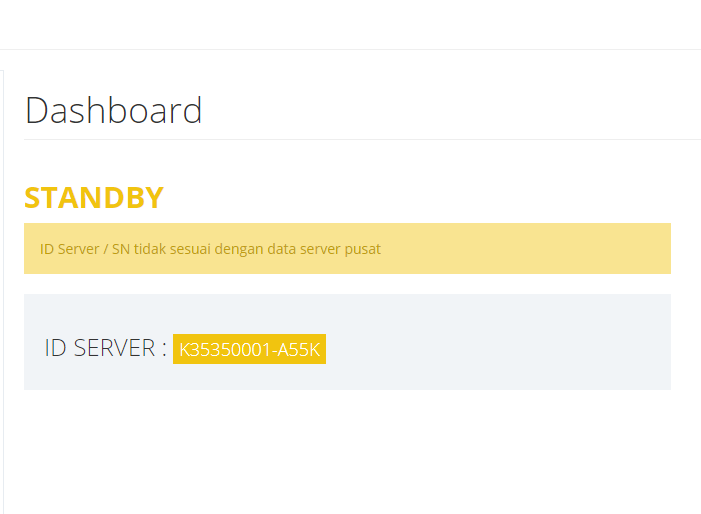 Dashboard
STANDBY
ID Server / SN tidak sesuai dengan data server pusat
ID SERVER : K35350001-A55K